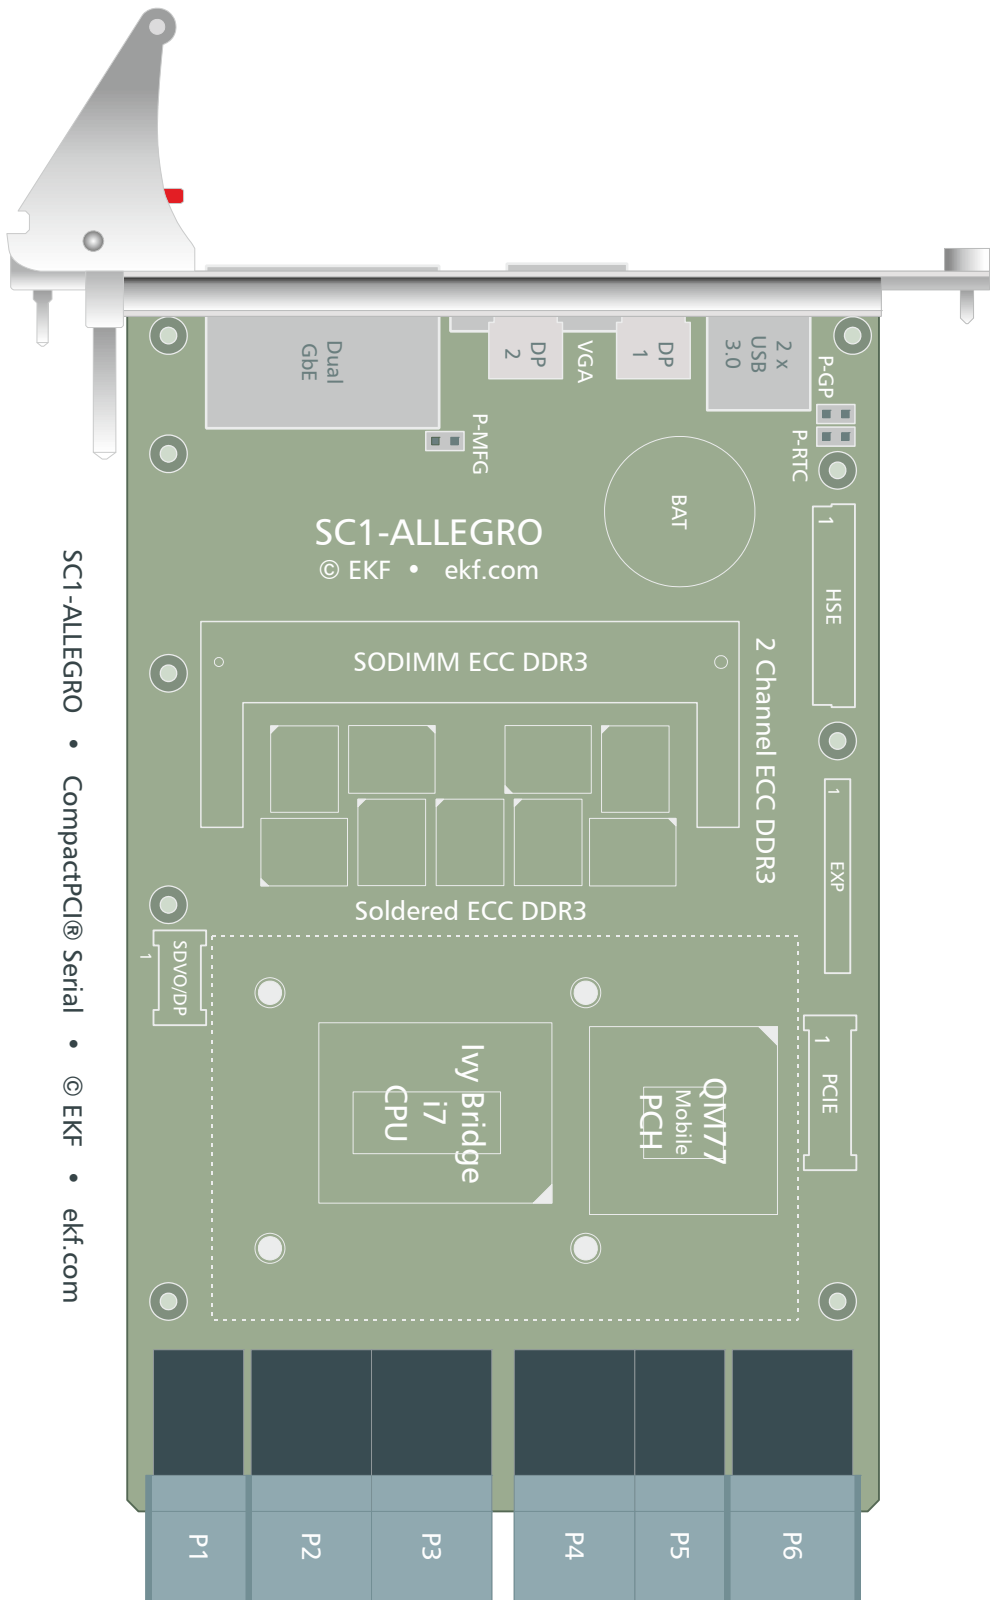 Dual
GbE
DP
2
VGA
DP
1
2 x
USB
3.0
P-GP
P-RTC
P-MFG
BAT
SC1-ALLEGRO
© EKF • ekf.com
1
HSE
SODIMM ECC DDR3
2 Channel ECC DDR3
1
EXP
Soldered ECC DDR3
SDVO/DP
1
Ivy Bridge
i7
CPU
QM77
Mobile
PCH
1
PCIE
P1
P2
P3
P4
P5
P6
SC1-ALLEGRO • CompactPCI® Serial • © EKF • ekf.com